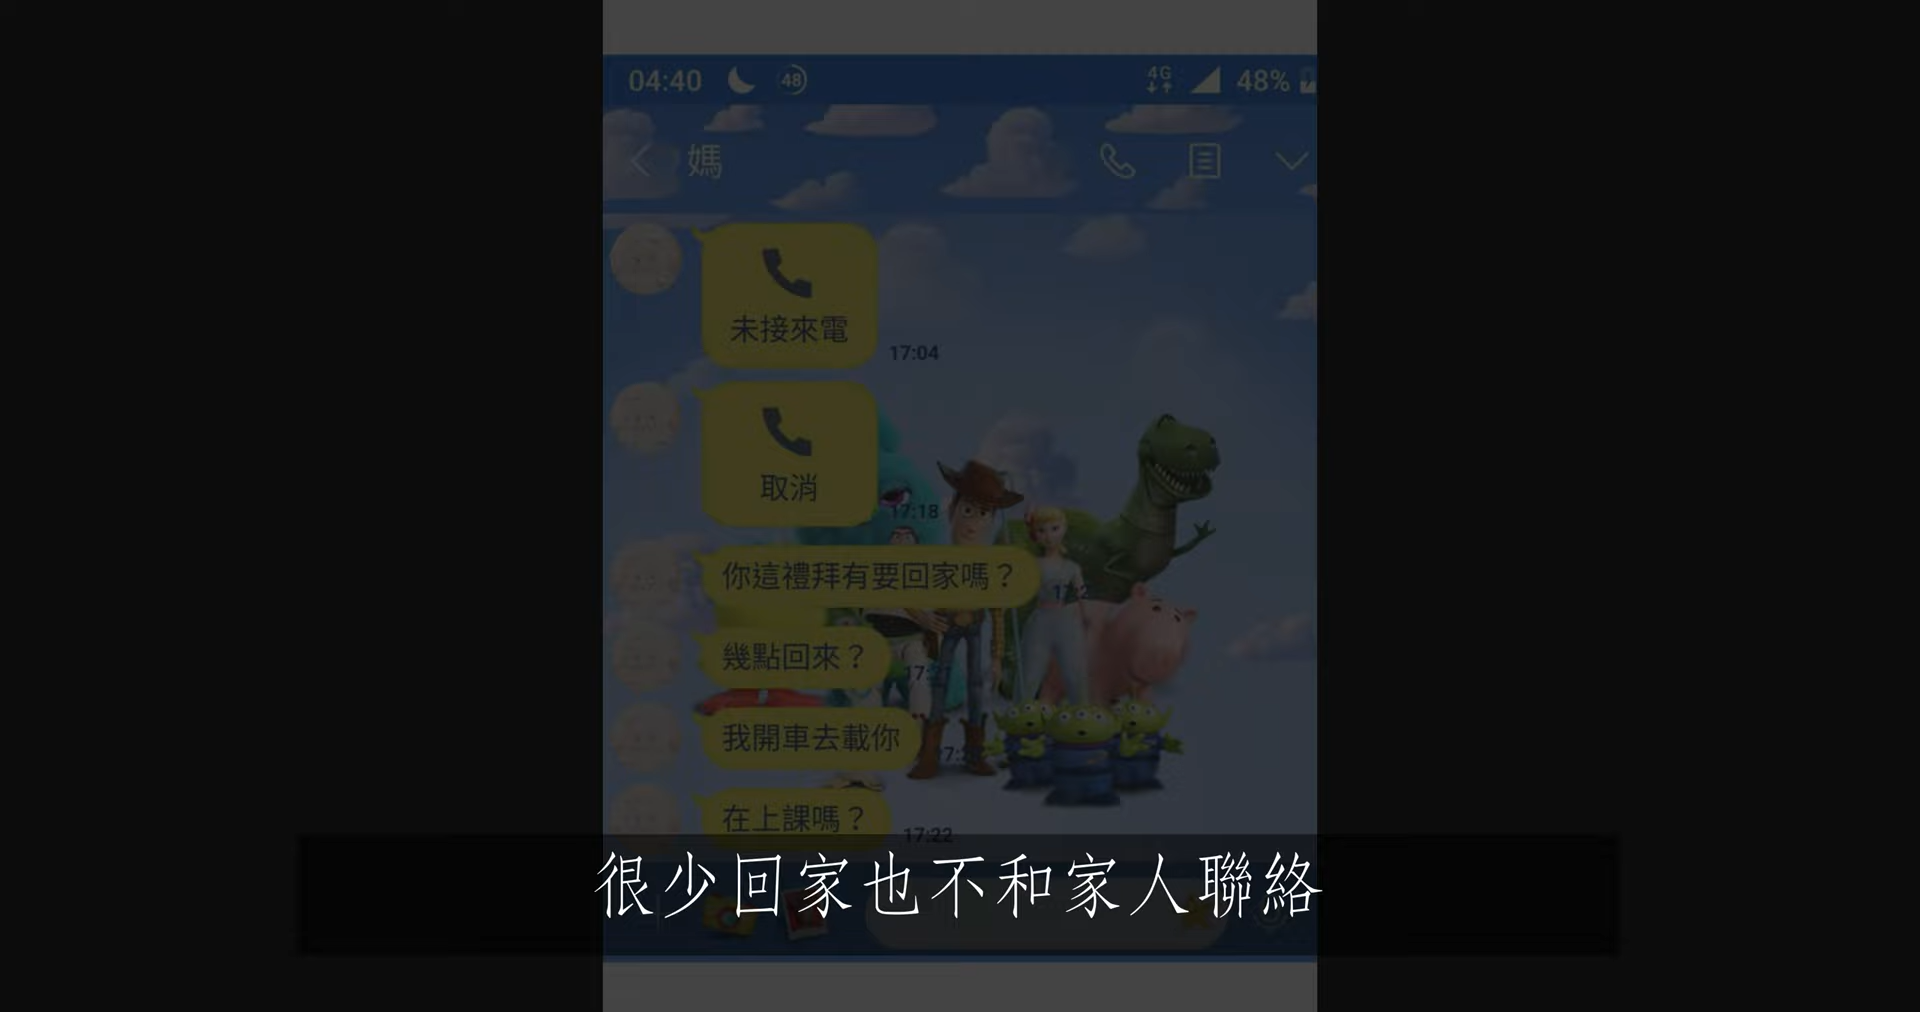 04:40 48 4G 48%
媽
未接來電
17:04
取消
17:18
你這禮拜有要回家嗎？
幾點回來？
我開車去載你
在上課嗎？
17:22
很少回家也不和家人聯絡